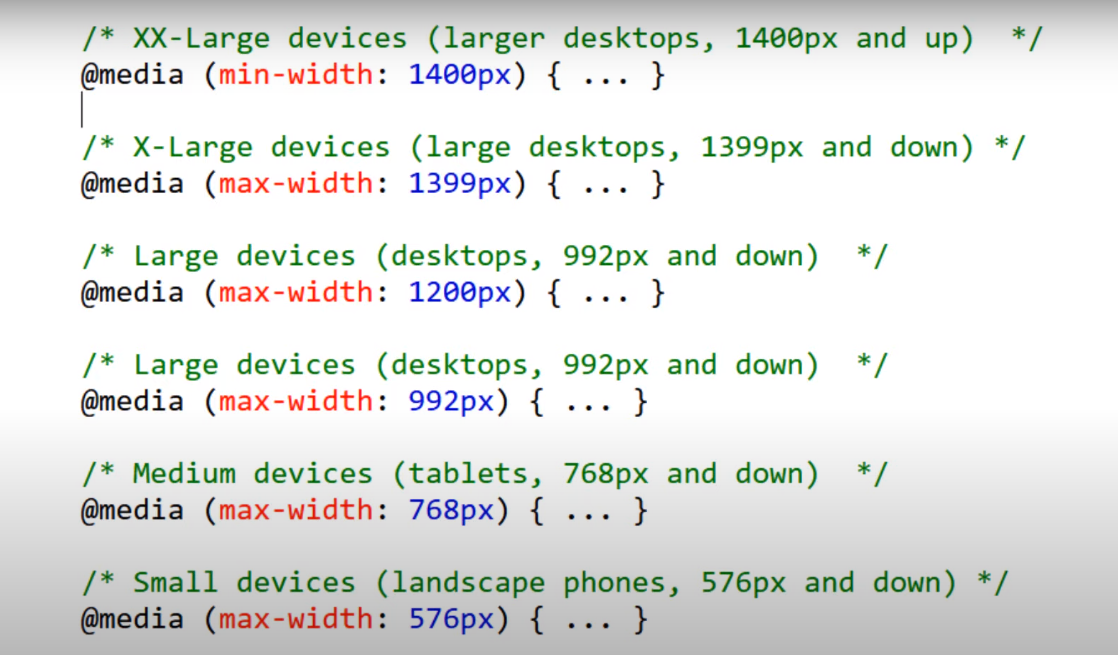 /* XX-Large devices (larger desktops, 1400px and up)  */
@media (min-width: 1400px) { ... }
/* X-Large devices (large desktops, 1399px and down) */
@media (max-width: 1399px) { ... }
/* Large devices (desktops, 992px and down)  */
@media (max-width: 1200px) { ... }
/* Large devices (desktops, 992px and down)  */
@media (max-width: 992px) { ... }
/* Medium devices (tablets, 768px and down)  */
@media (max-width: 768px) { ... }
/* Small devices (landscape phones, 576px and down) */
@media (max-width: 576px) { ... }